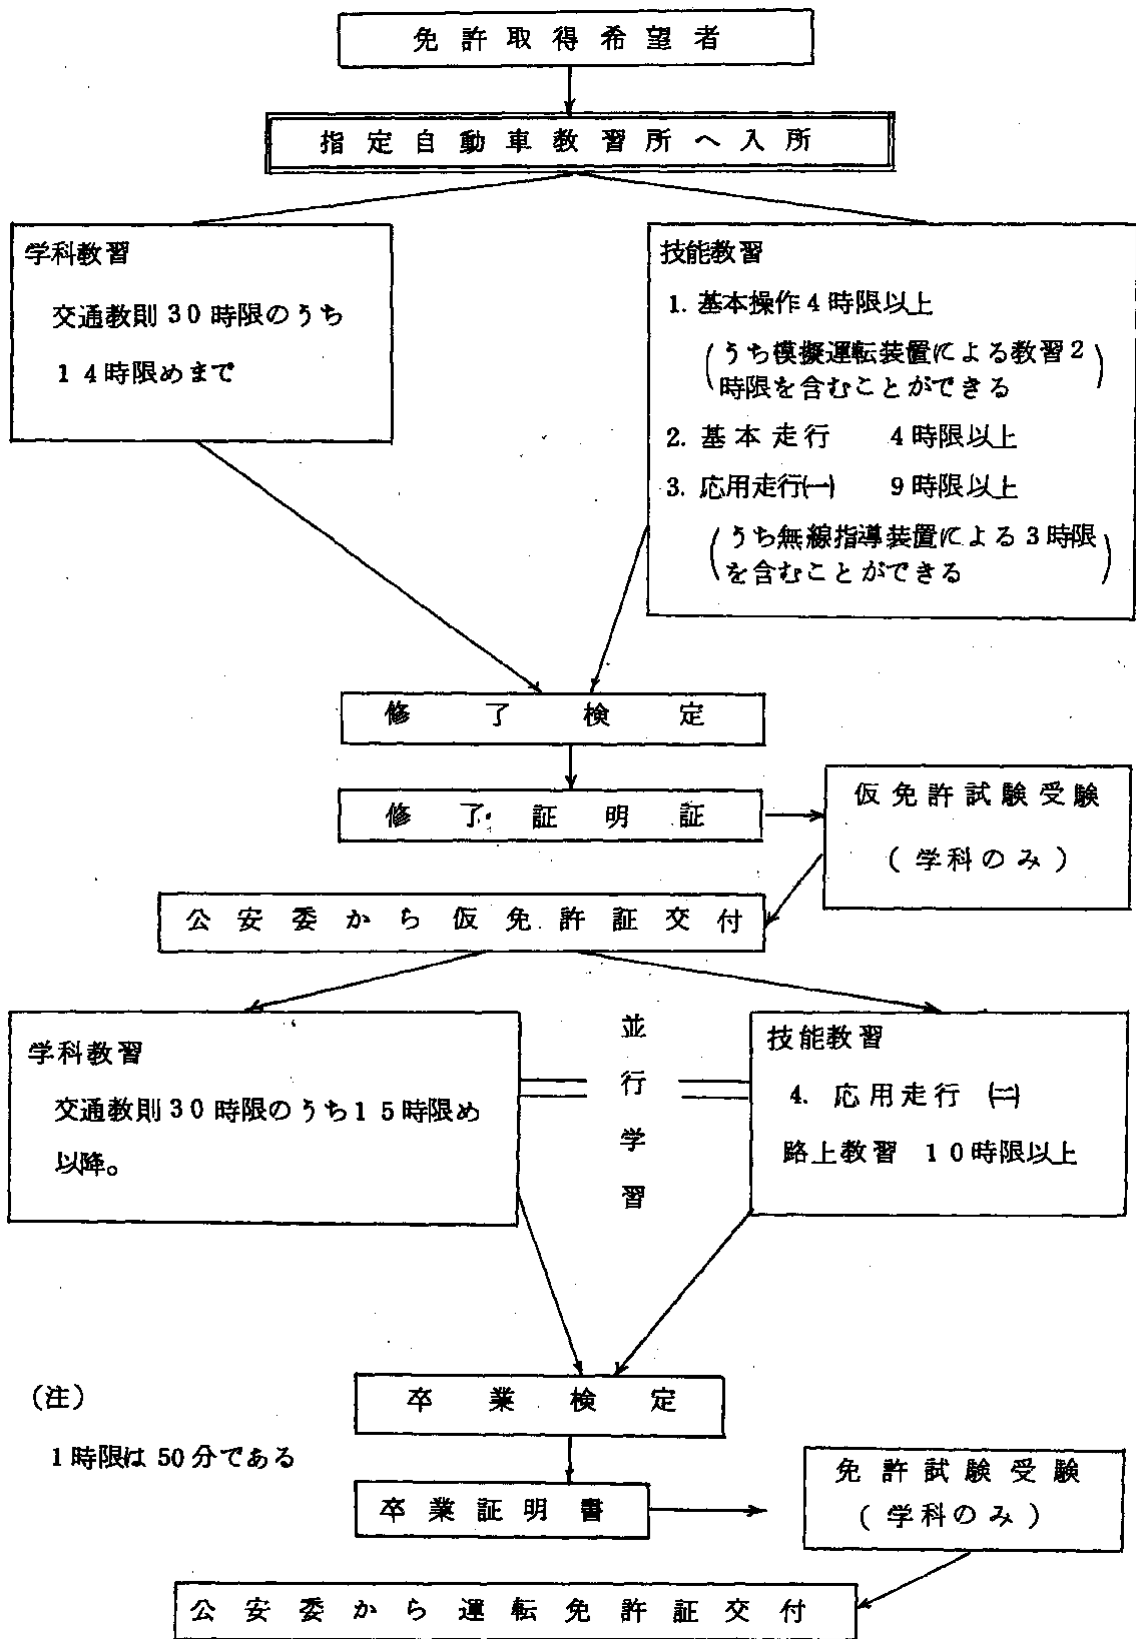 免許取得希望者
指定自動車教習所へ入所
学科教習
交通教則30時限のうち
14時限めまで
技能教習
1. 基本操作4時限以上
(うち模擬運転装置による教習2
時限を含むことができる)
2. 基本走行 4時限以上
3. 応用走行㈠ 9時限以上
(うち無線指導装置による3時限
を含むことができる)
修了検定
修了証明証
仮免許試験受験
(学科のみ)
公安委から仮免許証交付
学科教習
交通教則30時限のうち15時限め
以降。
並
行
学
習
技能教習
4. 応用走行 ㈡
路上教習 10時限以上
卒業検定
(注)
1時限は50分である
卒業証明書
免許試験受験
(学科のみ)
公安委から運転免許証交付